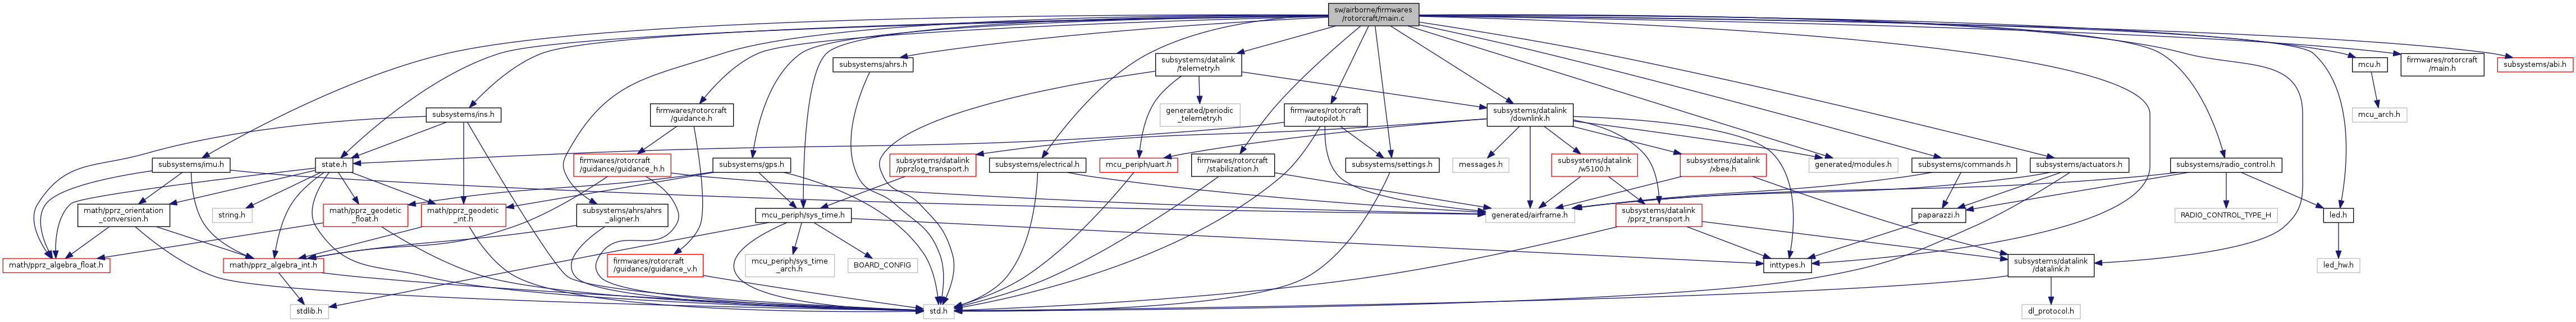 sw/airborne/firmwares
/rotorcraft/main.c
subsystems/ahrs.h
subsystems/datalink
/telemetry.h
mcu.h
firmwares/rotorcraft
/main.h
subsystems/abi.h
subsystems/ins.h
firmwares/rotorcraft
/guidance.h
generated/periodic
_telemetry.h
firmwares/rotorcraft
/autopilot.h
subsystems/datalink
/downlink.h
mcu_arch.h
subsystems/imu.h
state.h
firmwares/rotorcraft
/guidance/guidance_h.h
subsystems/gps.h
subsystems/datalink
/pprzlog_transport.h
subsystems/electrical.h
mcu_periph/uart.h
firmwares/rotorcraft
/stabilization.h
subsystems/settings.h
messages.h
subsystems/datalink
/w5100.h
subsystems/datalink
/xbee.h
generated/modules.h
subsystems/commands.h
subsystems/actuators.h
subsystems/radio_control.h
math/pprz_orientation
_conversion.h
string.h
math/pprz_geodetic
_float.h
math/pprz_geodetic
_int.h
subsystems/ahrs/ahrs
_aligner.h
mcu_periph/sys_time.h
generated/airframe.h
subsystems/datalink
/pprz_transport.h
paparazzi.h
RADIO_CONTROL_TYPE_H
led.h
math/pprz_algebra_float.h
math/pprz_algebra_int.h
firmwares/rotorcraft
/guidance/guidance_v.h
mcu_periph/sys_time
_arch.h
BOARD_CONFIG
inttypes.h
subsystems/datalink
/datalink.h
led_hw.h
stdlib.h
std.h
dl_protocol.h